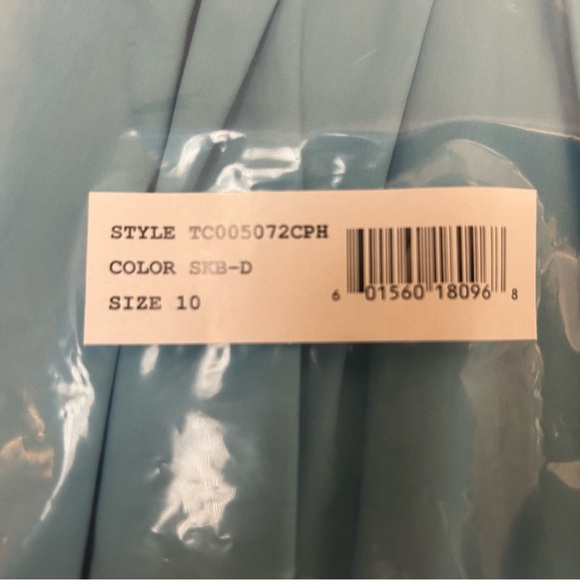 STYLE TC005072CPH
COLOR SKB-D
SIZE 10
6 01560 18096 8